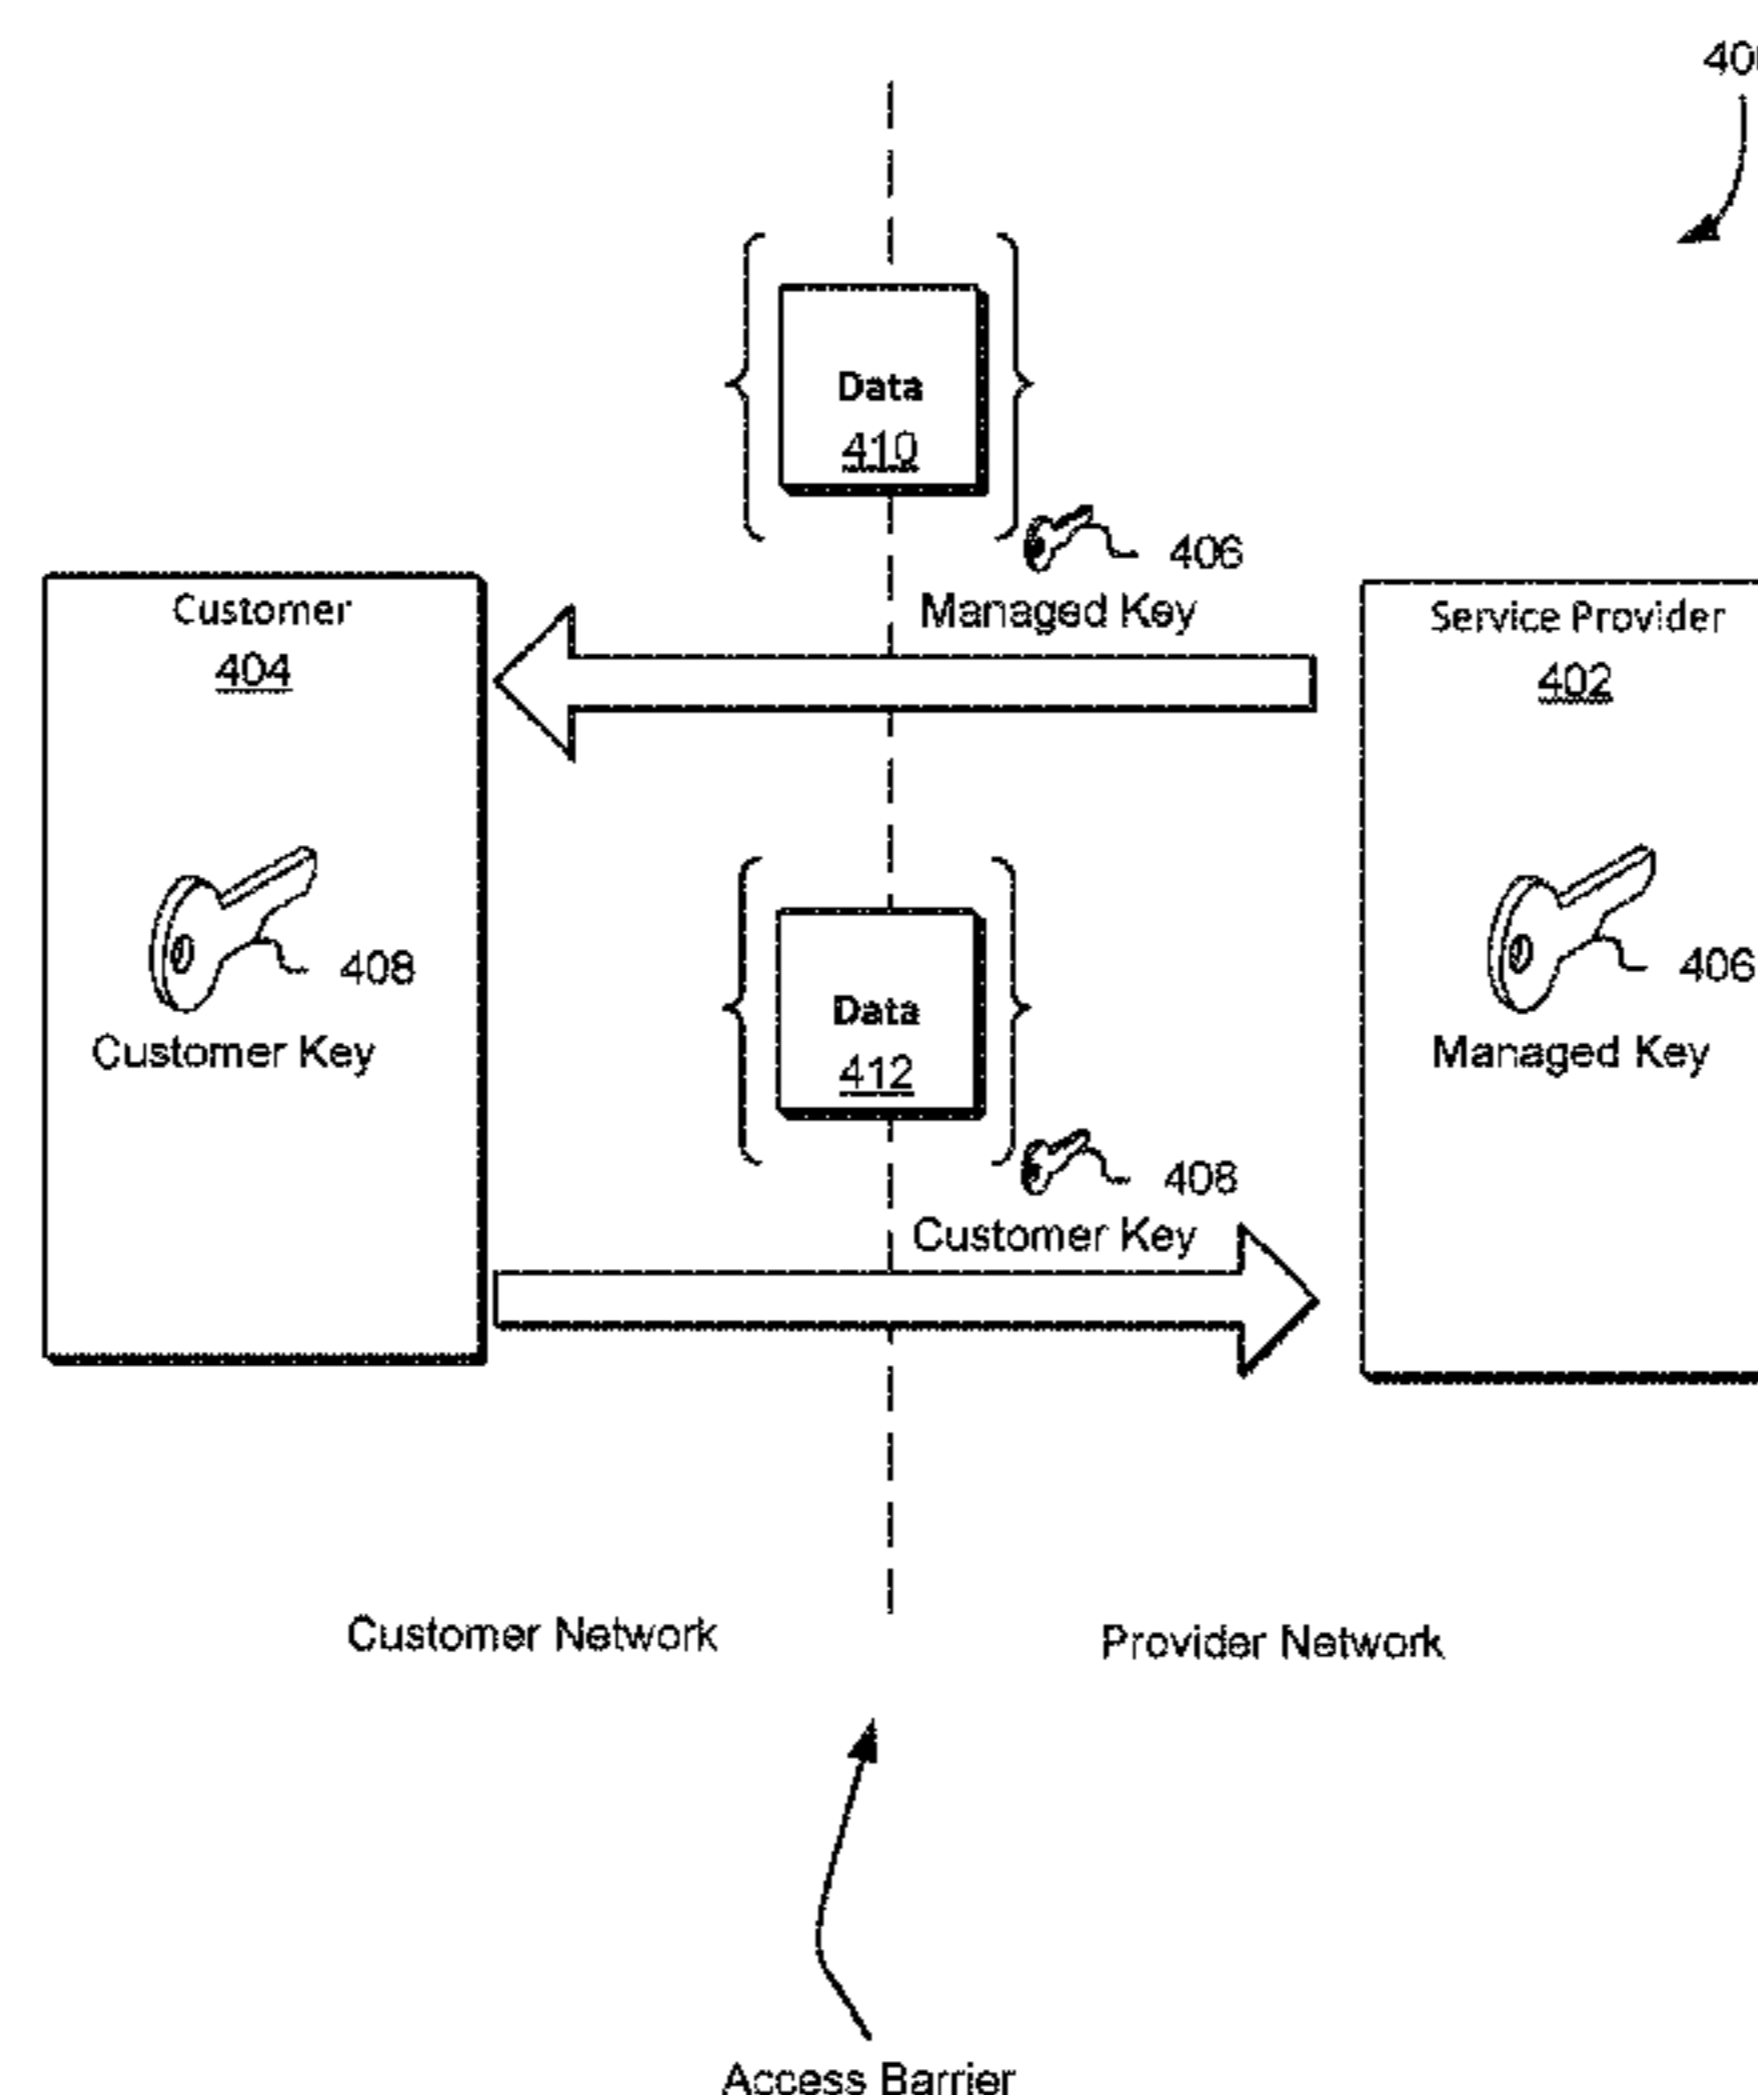 Data
410
406
Managed Key
Customer
404
Service Provider
402
408
Customer Key
406
Managed Key
Data
412
408
Customer Key
Customer Network
Provider Network
Access Barrier